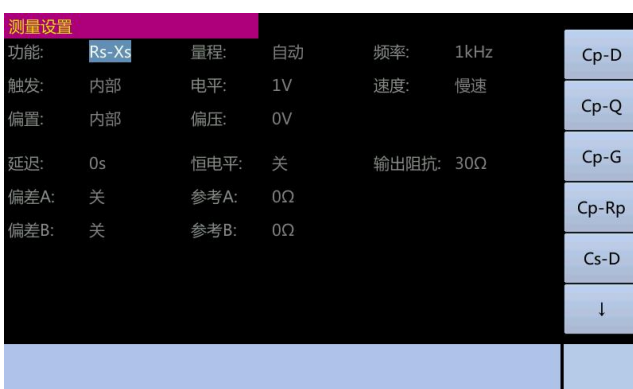 测量设置
功能: Rs-Xs 量程: 自动 频率: 1kHz
触发: 内部 电平: 1V 速度: 慢速
偏置: 内部 偏压: 0V
延迟: 0s 恒电平: 关 输出阻抗: 30Ω
偏差A: 关 参考A: 0Ω
偏差B: 关 参考B: 0Ω
Cp-D
Cp-Q
Cp-G
Cp-Rp
Cs-D
↓